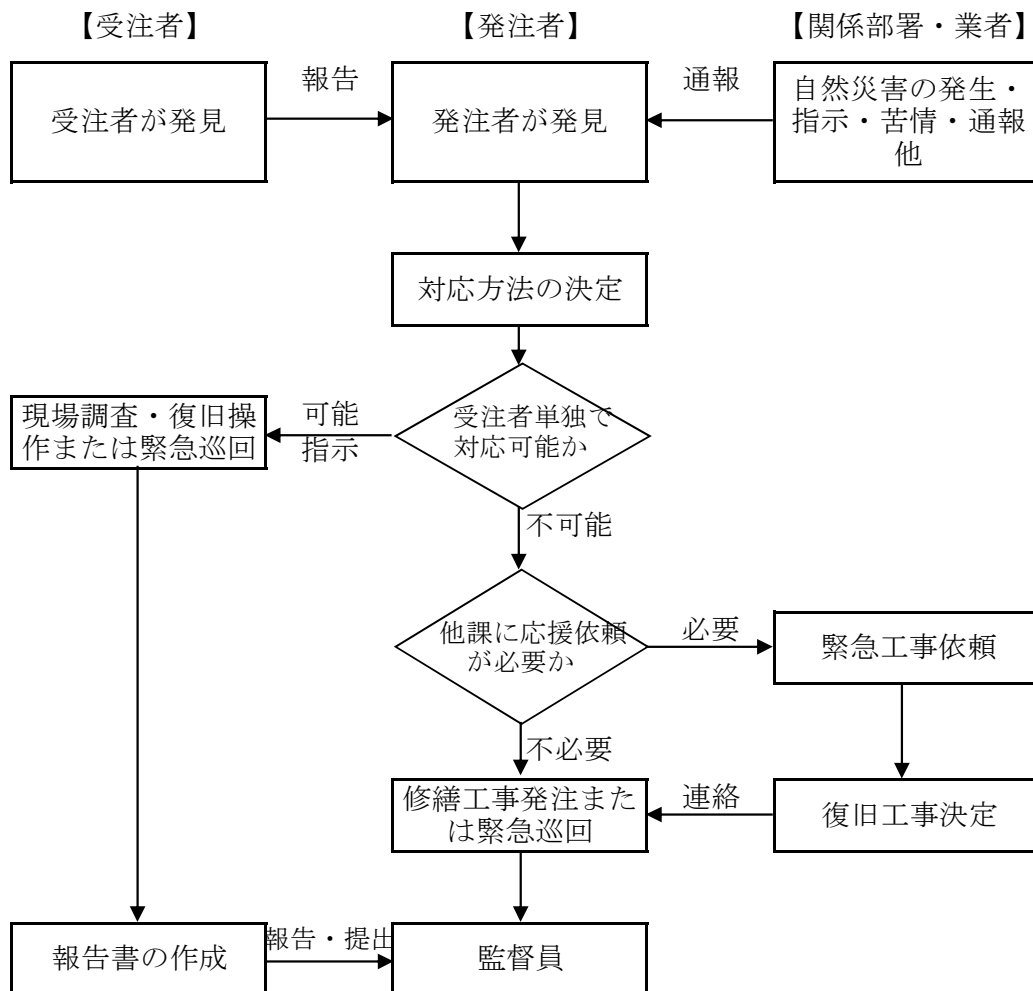 【受注者】
【発注者】
【関係部署・業者】
受注者が発見
報告
発注者が発見
通報
自然災害の発生・
指示・苦情・通報
他
対応方法の決定
受注者単独で
対応可能か
可能
指示
現場調査・復旧操
作または緊急巡回
不可能
他課に応援依頼
が必要か
必要
緊急工事依頼
不必要
修繕工事発注また
は緊急巡回
連絡
復旧工事決定
報告書の作成
報告・提出
監督員